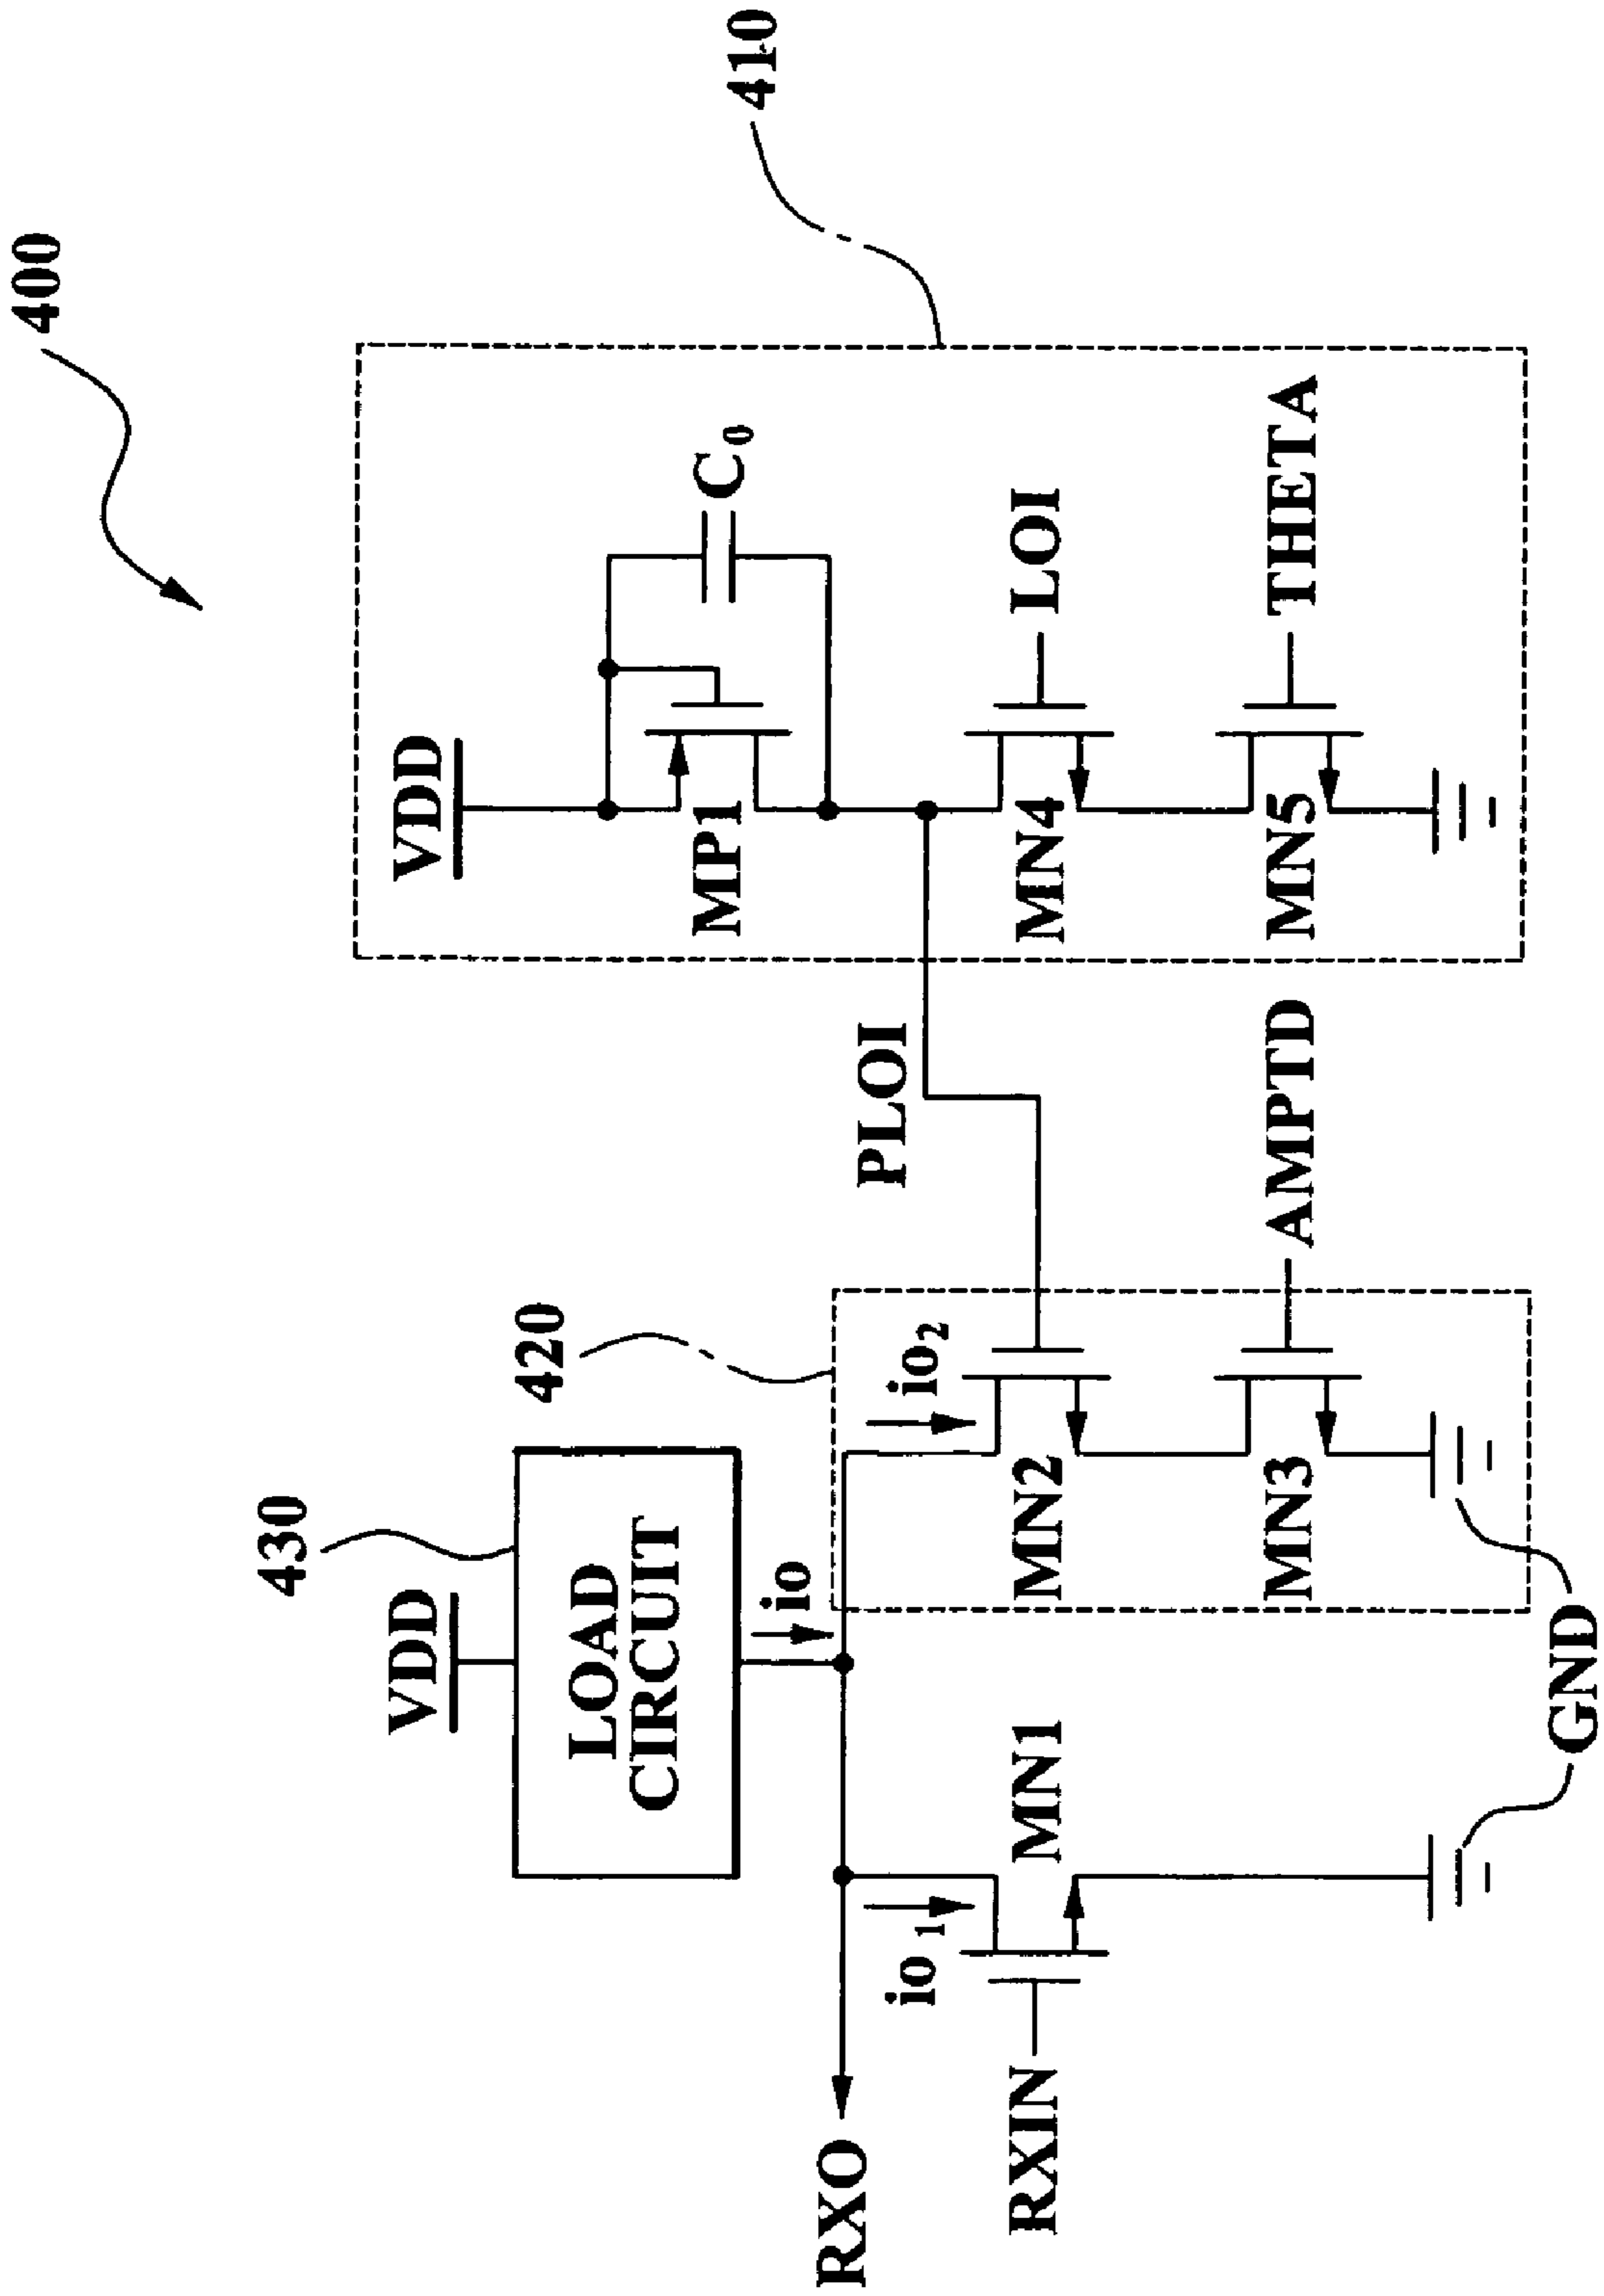 400
410
VDD
C0
MP1
LOI
MN4
THETA
MN5
PLOI
AMPTD
420
io2
MN2
MN3
430
VDD
LOAD
CIRCUIT
io
GND
MN1
io1
RXIN
RXO